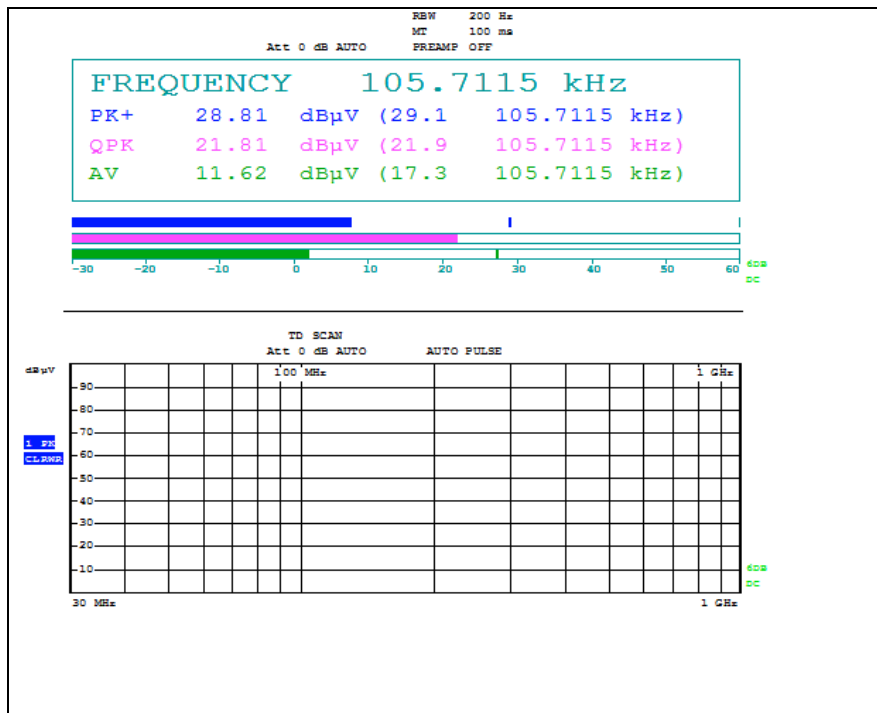 RBW 200 Hz
MT 100 ms
Att 0 dB AUTO PREAMP OFF
FREQUENCY 105.7115 kHz
PK+ 28.81 dBµV (29.1 105.7115 kHz)
QPK 21.81 dBµV (21.9 105.7115 kHz)
AV 11.62 dBµV (17.3 105.7115 kHz)
-30 -20 -10 0 10 20 30 40 50 60
6DB
DC
TD SCAN
Att 0 dB AUTO AUTO PULSE
dBµV 100 MHz 1 GHz
90
80
70
1 PK
CLRWR
60
50
40
30
20
10
6DB
DC
30 MHz 1 GHz